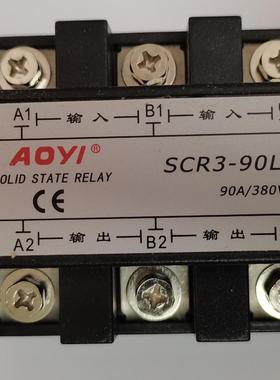 A1 输入 B1 输入
AOYI®
OLID STATE RELAY
SCR3-90L
CE
90A/380V
A2 输出 B2 输出